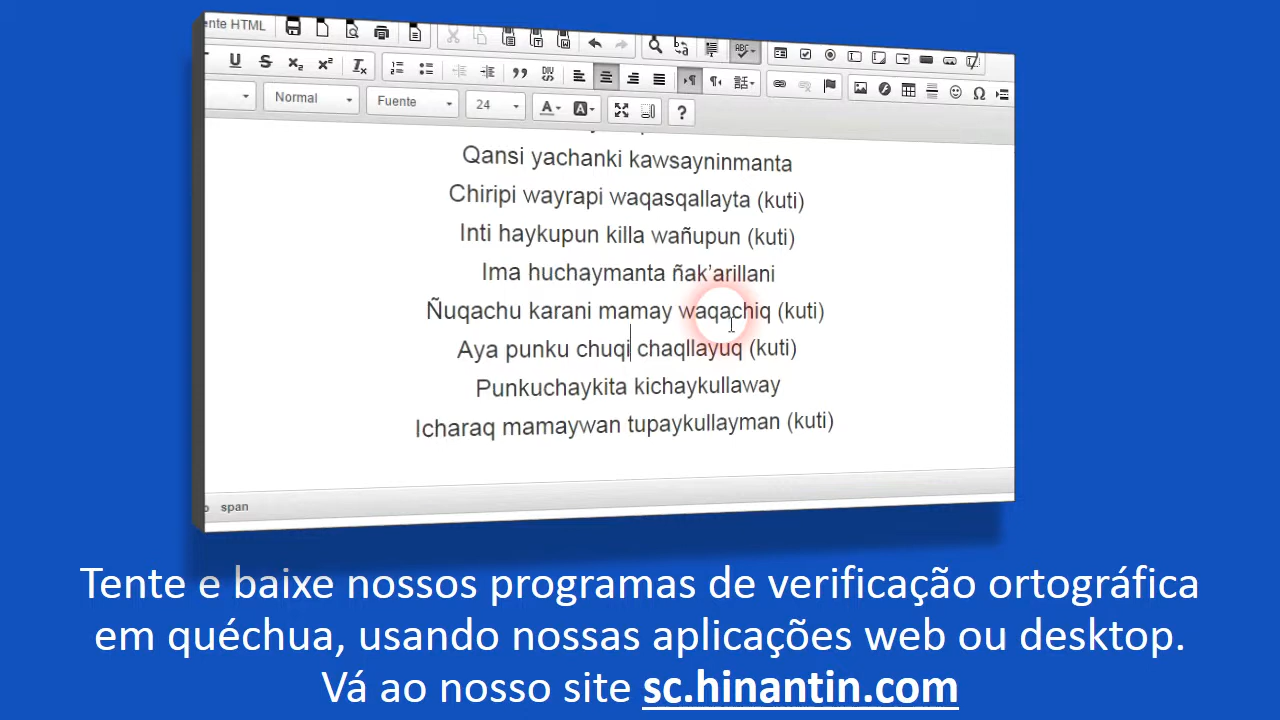 ente HTML
Normal Fuente 24
Qansi yachanki kawsayninmanta
Chiripi wayrapi waqasqallayta (kuti)
Inti haykupun killa wañupun (kuti)
Ima huchaymanta ñak’arillani
Ñuqachu karani mamay waqachiq (kuti)
Aya punku chuqi chaqllayuq (kuti)
Punkuchaykita kichaykullaway
Icharaq mamaywan tupaykullayman (kuti)
span
Tente e baixe nossos programas de verificação ortográfica
em quéchua, usando nossas aplicações web ou desktop.
Vá ao nosso site sc.hinantin.com